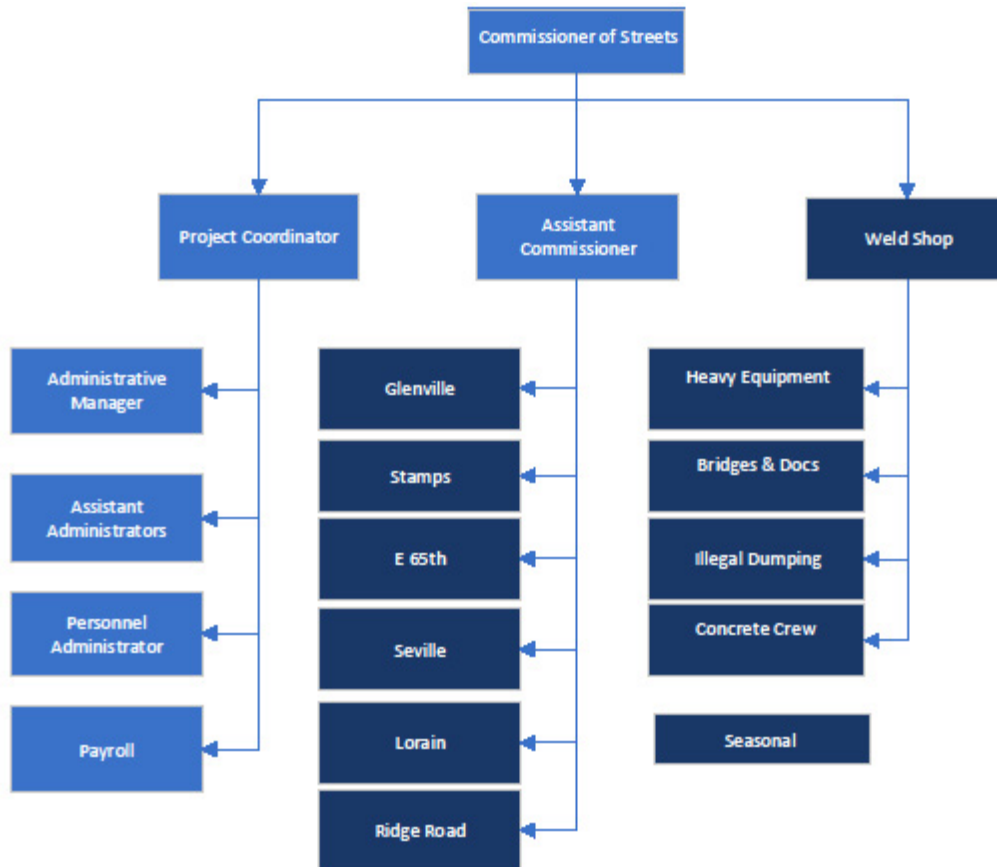 Commissioner of Streets
Project Coordinator
Assistant
Commissioner
Weld Shop
Administrative
Manager
Assistant
Administrators
Personnel
Administrator
Payroll
Glenville
Stamps
E 65th
Seville
Lorain
Ridge Road
Heavy Equipment
Bridges & Docs
Illegal Dumping
Concrete Crew
Seasonal